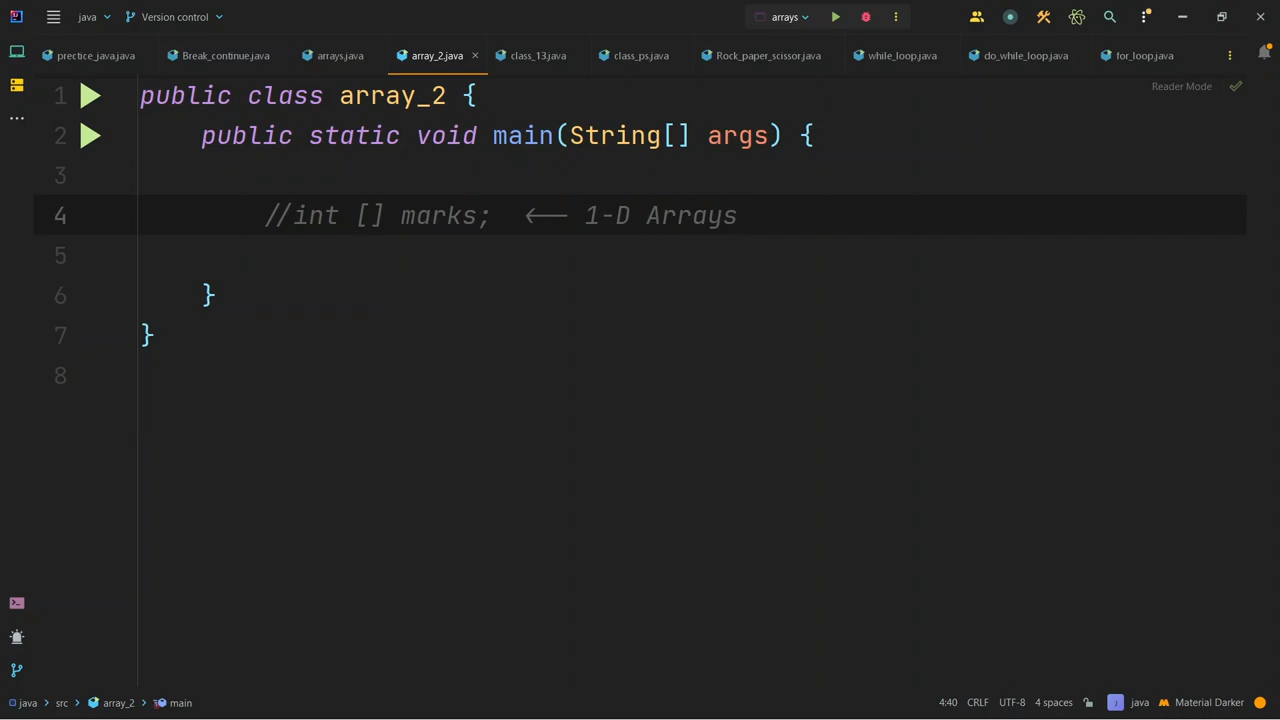 java Version control arrays
prectice_java.java Break_continue.java arrays.java array_2.java class_13.java class_ps.java Rock_paper_scissor.java while_loop.java do_while_loop.java for_loop.java
Reader Mode
1 public class array_2 {
2 public static void main(String[] args) {
3
4 //int [] marks; <-- 1-D Arrays
5
6 }
7 }
8
java > src > array_2 > main 4:40 CRLF UTF-8 4 spaces java Material Darker